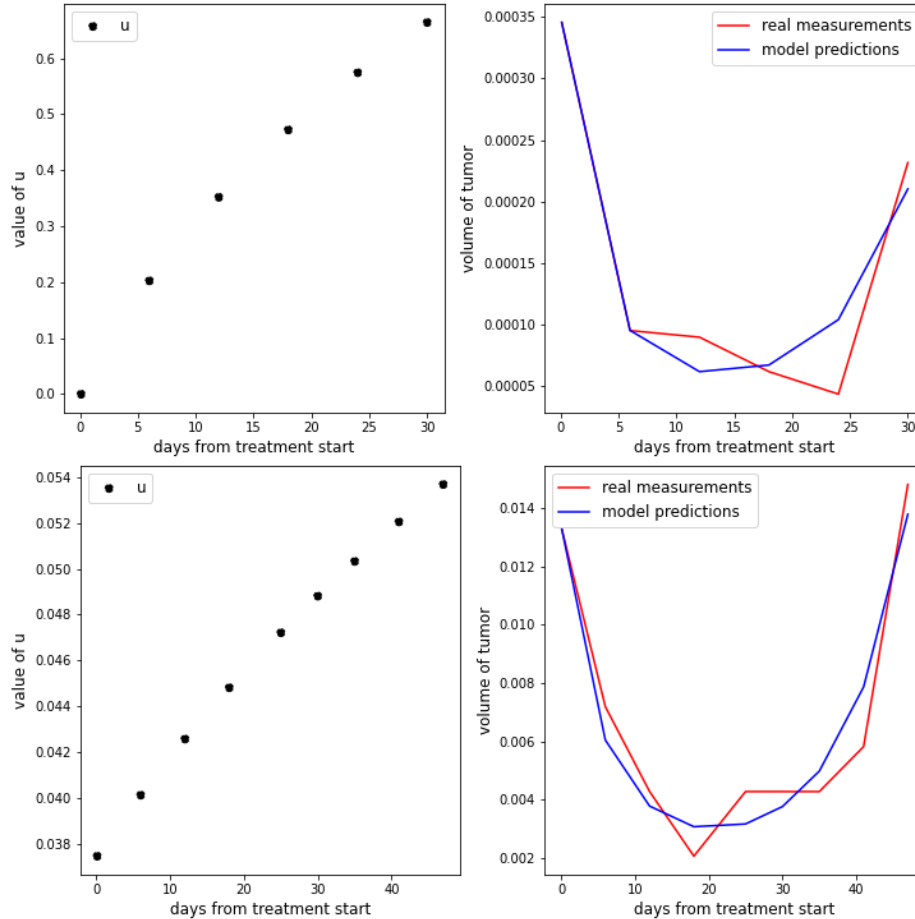 u
value of u
0.6
0.5
0.4
0.3
0.2
0.1
0.0
0 5 10 15 20 25 30
days from treatment start
real measurements
model predictions
volume of tumor
0.00035
0.00030
0.00025
0.00020
0.00015
0.00010
0.00005
0 5 10 15 20 25 30
days from treatment start
u
value of u
0.054
0.052
0.050
0.048
0.046
0.044
0.042
0.040
0.038
0 10 20 30 40
days from treatment start
real measurements
model predictions
volume of tumor
0.014
0.012
0.010
0.008
0.006
0.004
0.002
0 10 20 30 40
days from treatment start